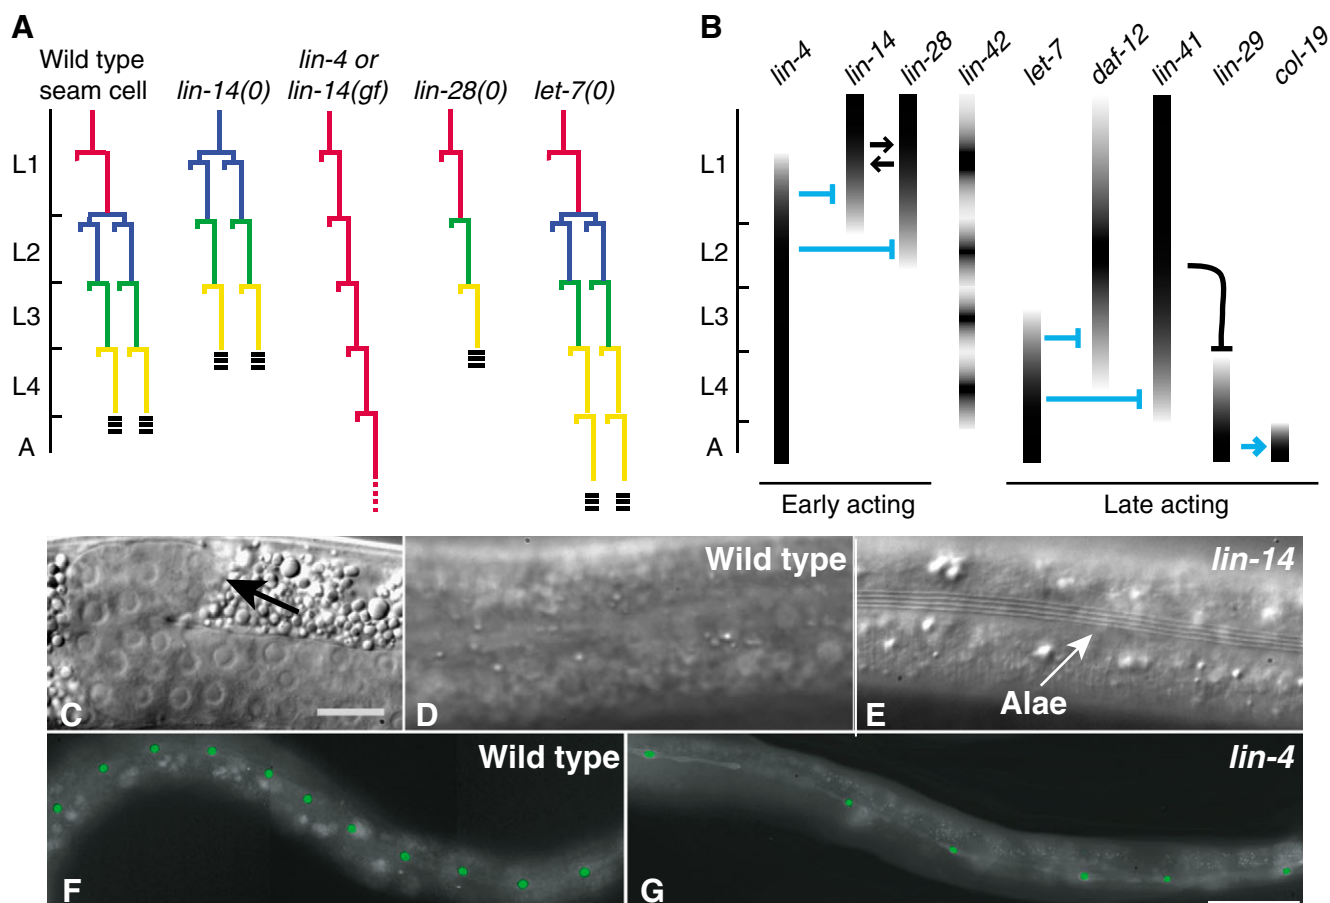 A
Wild type
seam cell
lin-14(0)
lin-4 or
lin-14(gf)
lin-28(0)
let-7(0)
L1
L2
L3
L4
A
B
lin-4
lin-14
lin-28
lin-42
let-7
daf-12
lin-41
lin-29
col-19
L1
L2
L3
L4
A
Early acting
Late acting
C
D
Wild type
E
lin-14
Alae
F
Wild type
G
lin-4